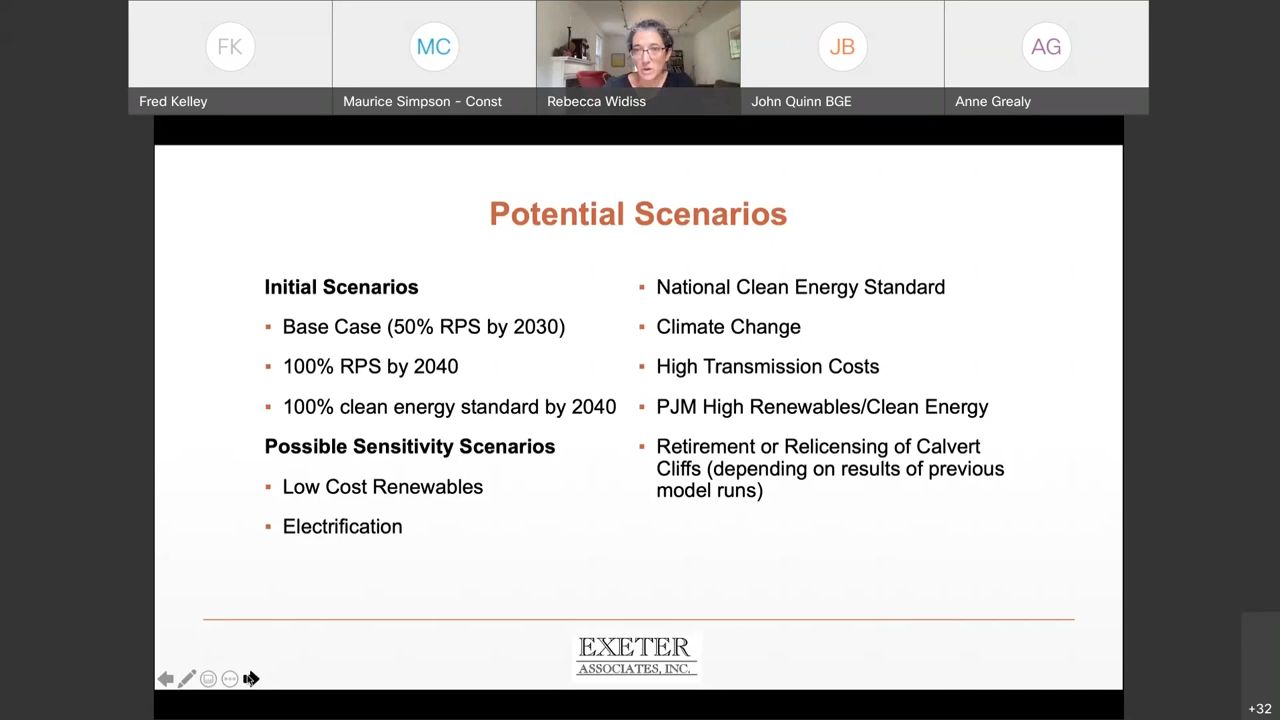 FK
MC
JB
AG
Fred Kelley
Maurice Simpson - Const
Rebecca Widiss
John Quinn BGE
Anne Grealy
Potential Scenarios
Initial Scenarios
▪ Base Case (50% RPS by 2030)
▪ 100% RPS by 2040
▪ 100% clean energy standard by 2040
Possible Sensitivity Scenarios
▪ Low Cost Renewables
▪ Electrification
▪ National Clean Energy Standard
▪ Climate Change
▪ High Transmission Costs
▪ PJM High Renewables/Clean Energy
▪ Retirement or Relicensing of Calvert
Cliffs (depending on results of previous
model runs)
EXETER
ASSOCIATES, INC.
+32